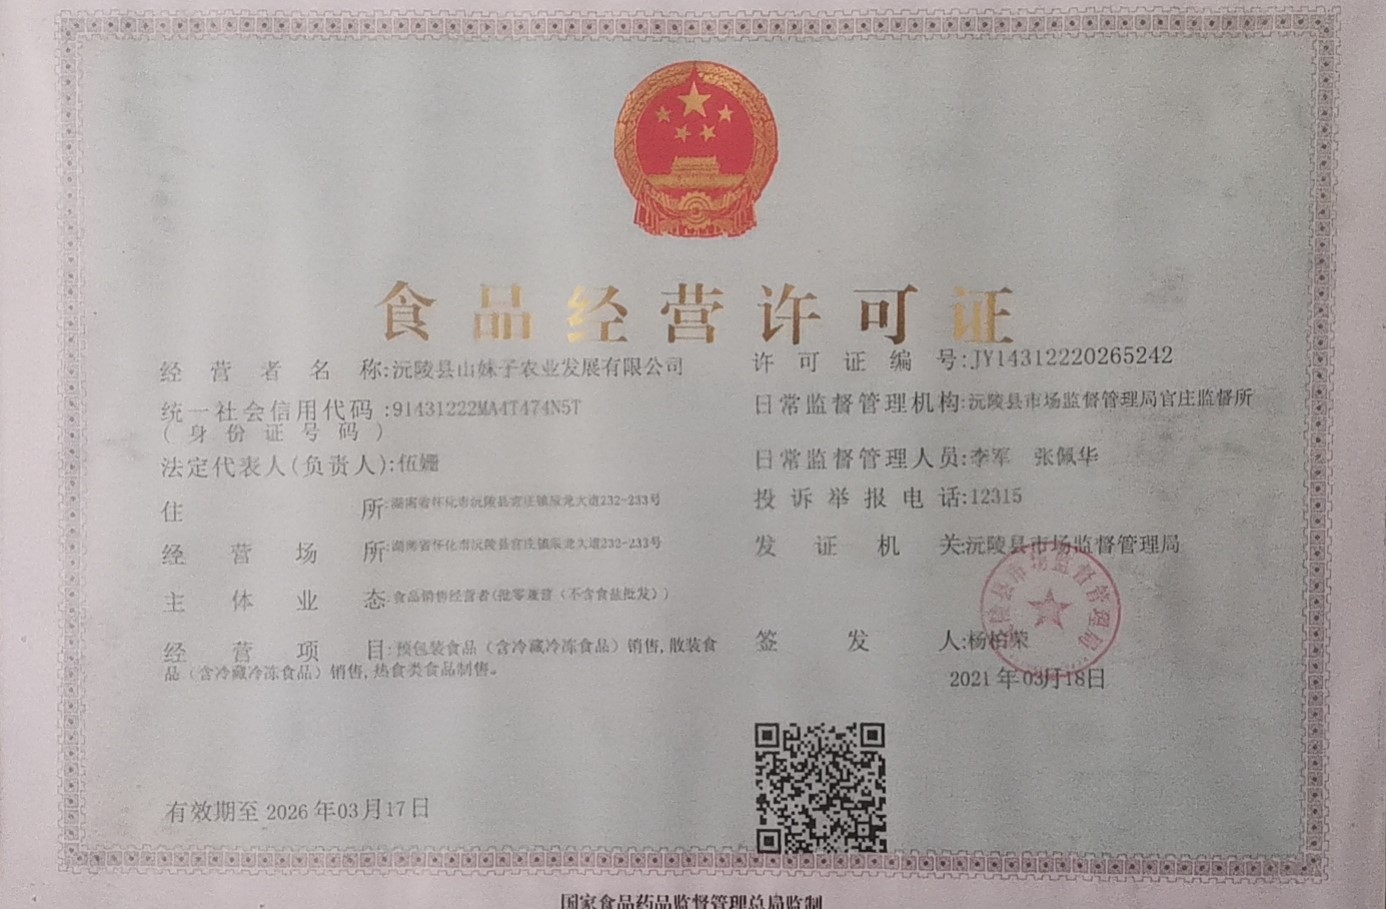 食品经营许可证
经营者名称:沅陵县山妹子农业发展有限公司
统一社会信用代码:91431222MA4T474N5T
(身份证号码)
法定代表人(负责人):伍姗
住所:湖南省怀化市沅陵县官庄镇辰龙大道232-233号
经营场所:湖南省怀化市沅陵县官庄镇辰龙大道232-233号
主体业态:食品销售经营者(批零兼营(不含食盐批发))
经营项目:预包装食品(含冷藏冷冻食品)销售,散装食
品(含冷藏冷冻食品)销售,热食类食品制售。
有效期至 2026年03月17日
许可证编号:JY14312220265242
日常监督管理机构:沅陵县市场监督管理局官庄监督所
日常监督管理人员:李军 张佩华
投诉举报电话:12315
发证机关:沅陵县市场监督管理局
签发人:杨柏荣
2021年03月18日
沅陵县市场监督管理局
国家食品药品监督管理总局监制